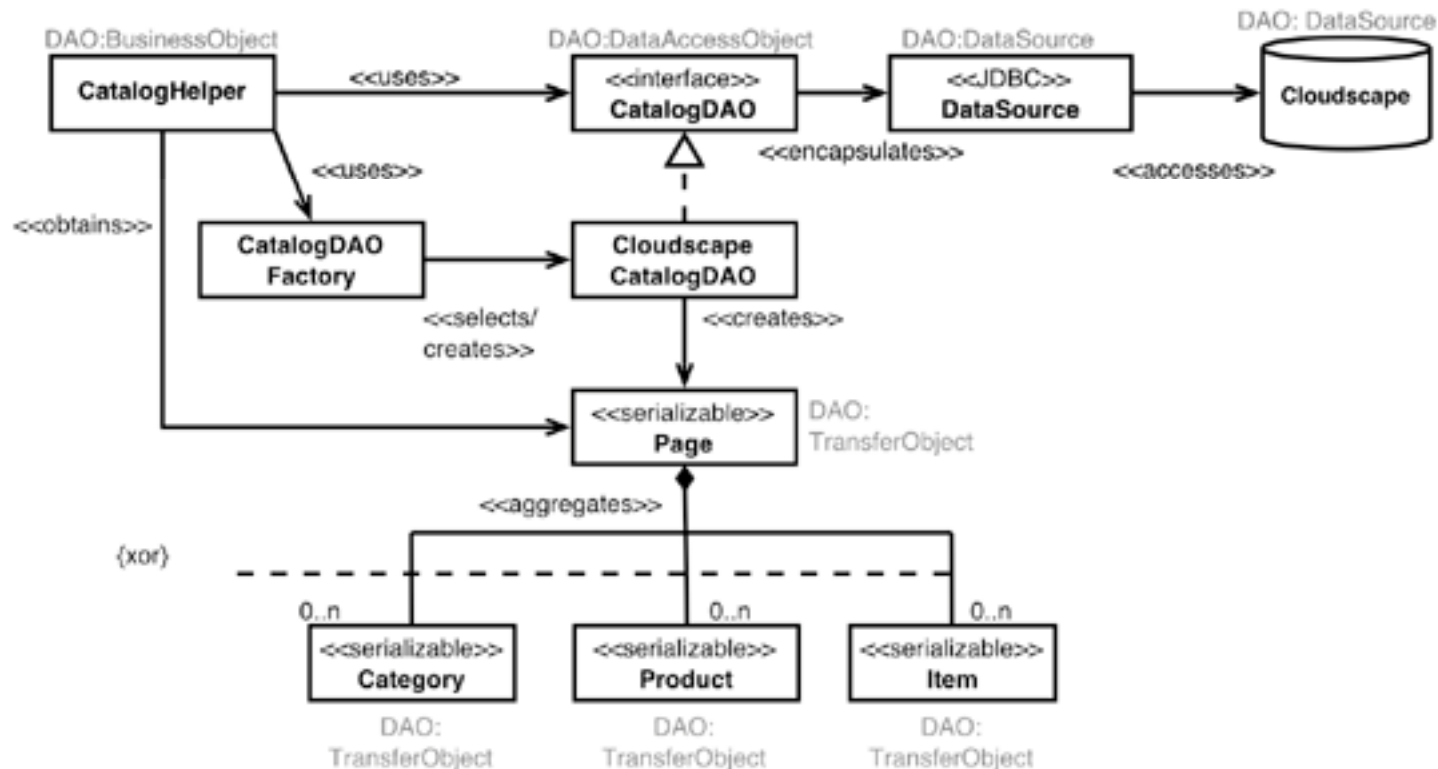 DAO: DataSource
DAO:BusinessObject
DAO:DataAccessObject
DAO:DataSource
CatalogHelper
<<uses>>
<<interface>>
CatalogDAO
<<JDBC>>
DataSource
Cloudscape
<<encapsulates>>
<<accesses>>
<<uses>>
<<obtains>>
CatalogDAO
Factory
Cloudscape
CatalogDAO
<<selects/
creates>>
<<creates>>
<<serializable>>
Page
DAO:
TransferObject
<<aggregates>>
{xor}
0..n
0..n
0..n
<<serializable>>
Category
<<serializable>>
Product
<<serializable>>
Item
DAO:
TransferObject
DAO:
TransferObject
DAO:
TransferObject